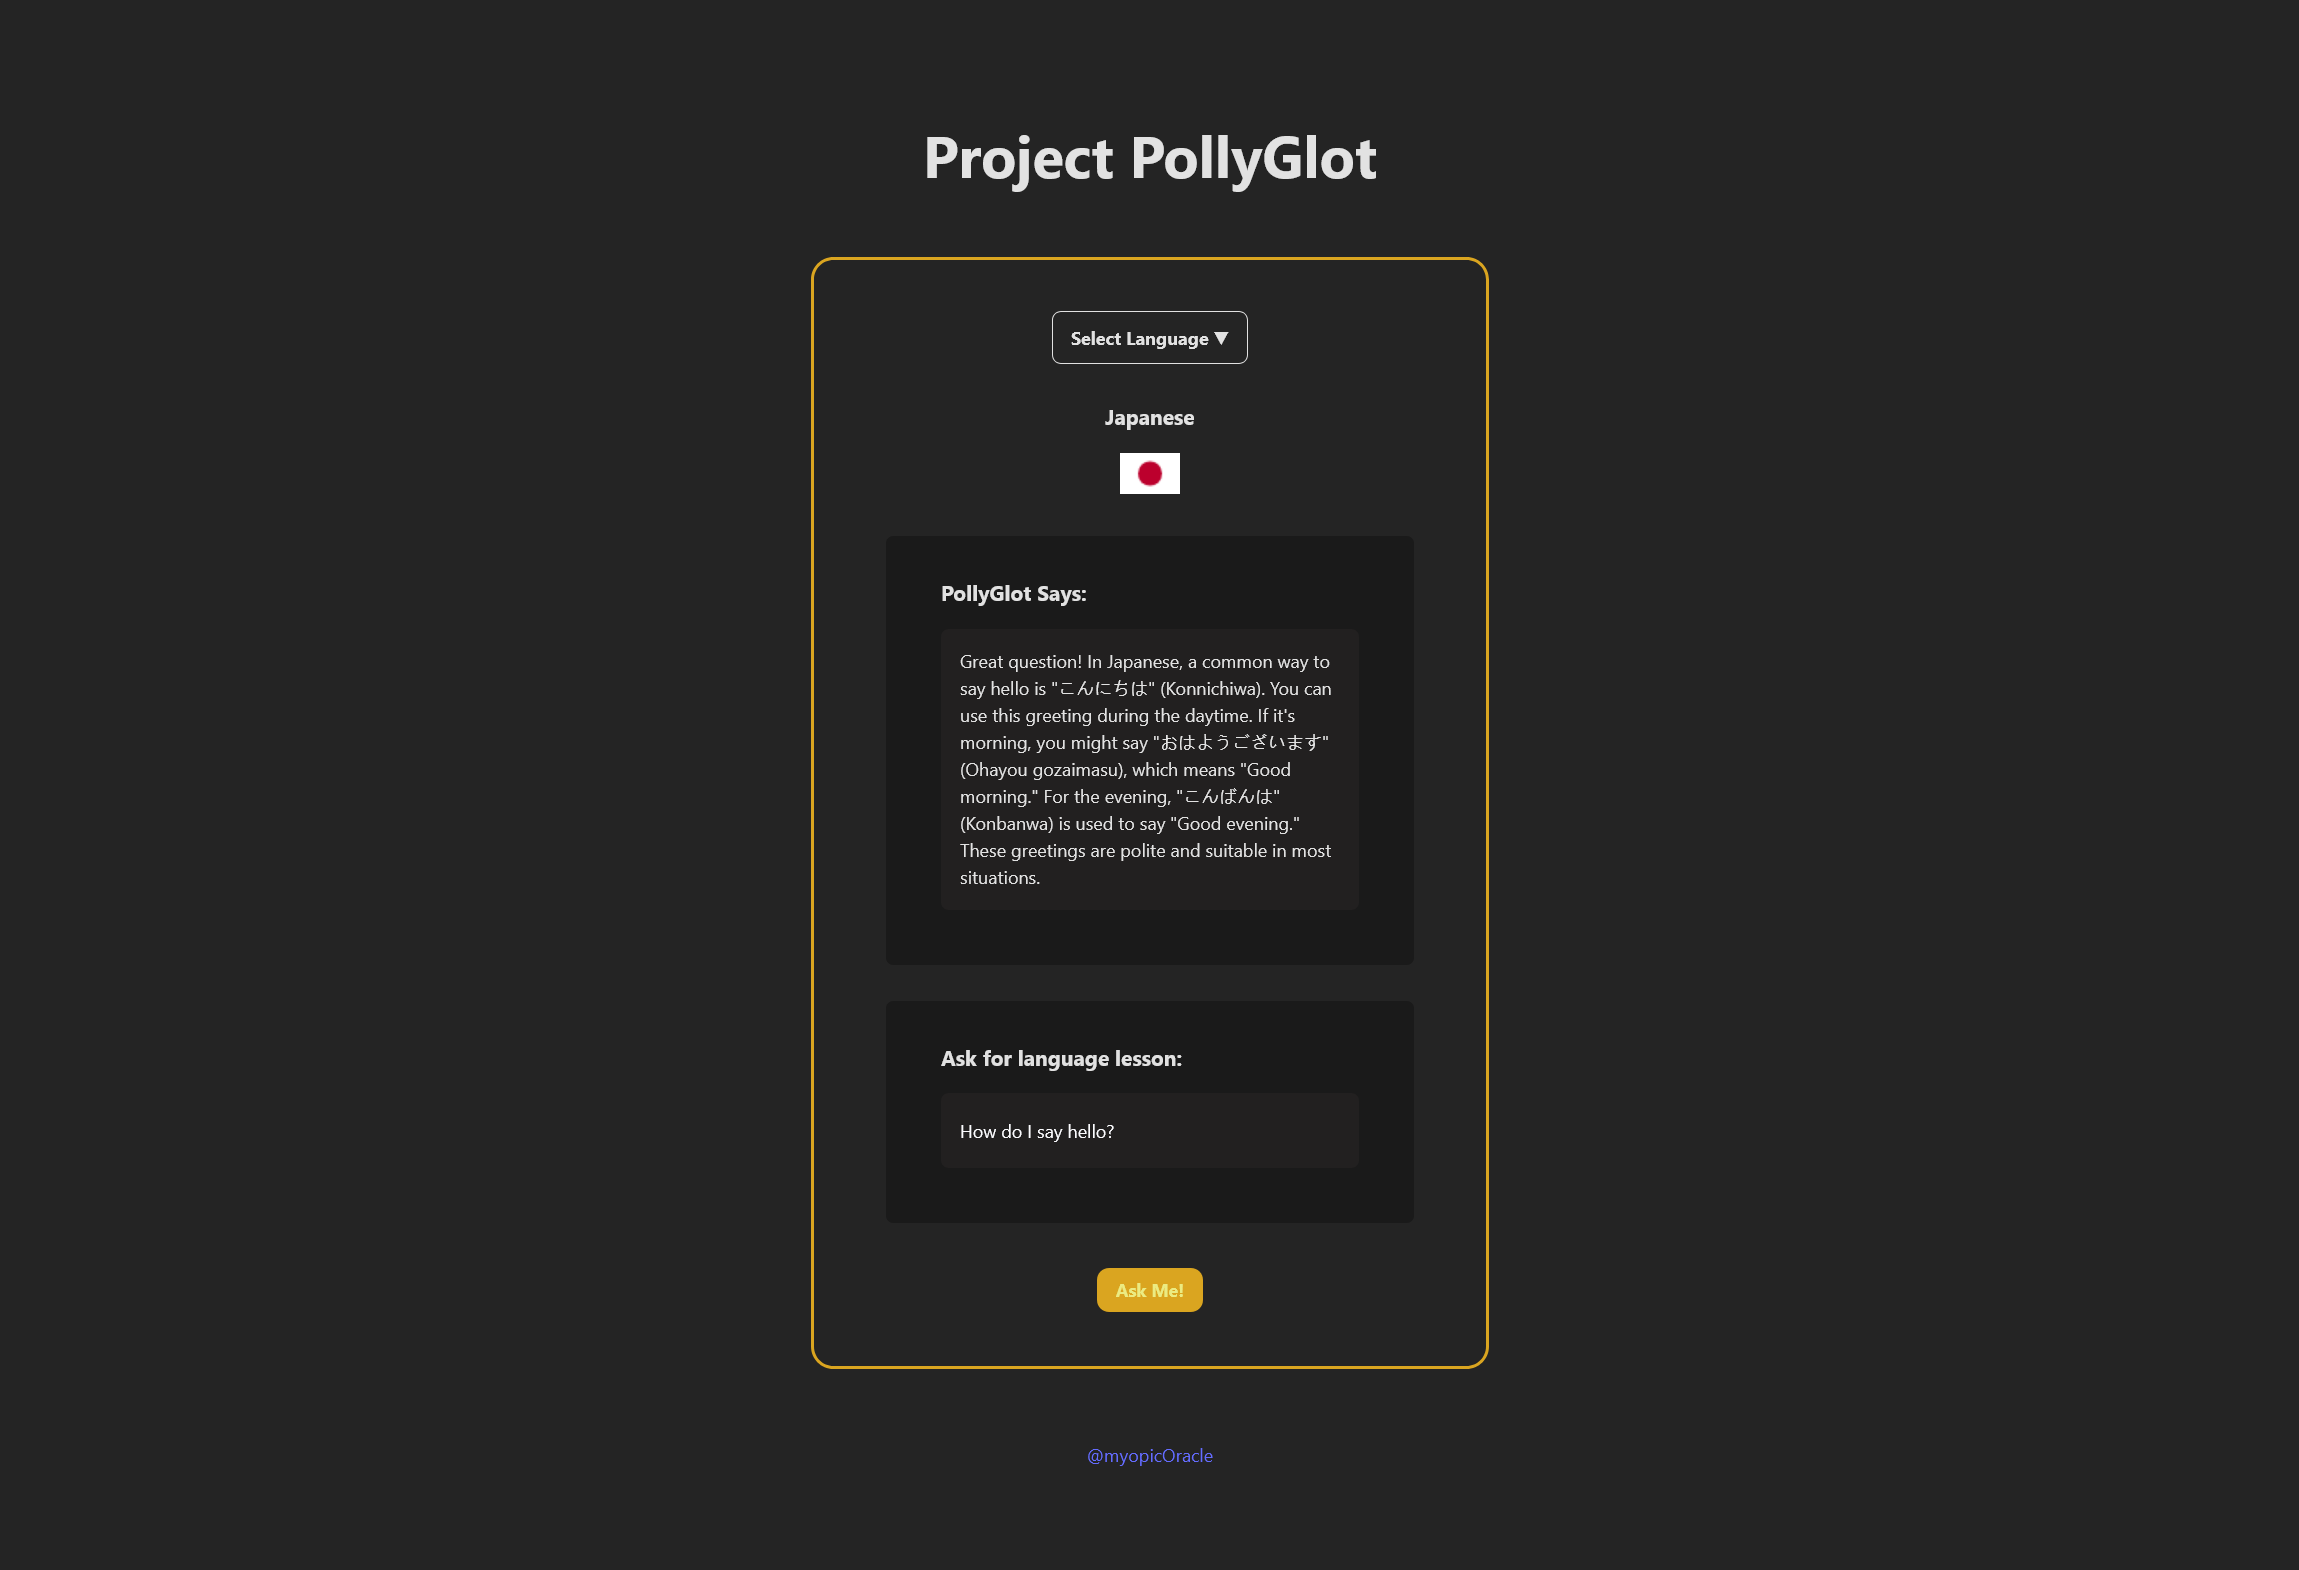 Project PollyGlot
Select Language ▼
Japanese
PollyGlot Says:
Great question! In Japanese, a common way to
say hello is "こんにちは" (Konnichiwa). You can
use this greeting during the daytime. If it's
morning, you might say "おはようございます"
(Ohayou gozaimasu), which means "Good
morning." For the evening, "こんばんは"
(Konbanwa) is used to say "Good evening."
These greetings are polite and suitable in most
situations.
Ask for language lesson:
How do I say hello?
Ask Me!
@myopicOracle